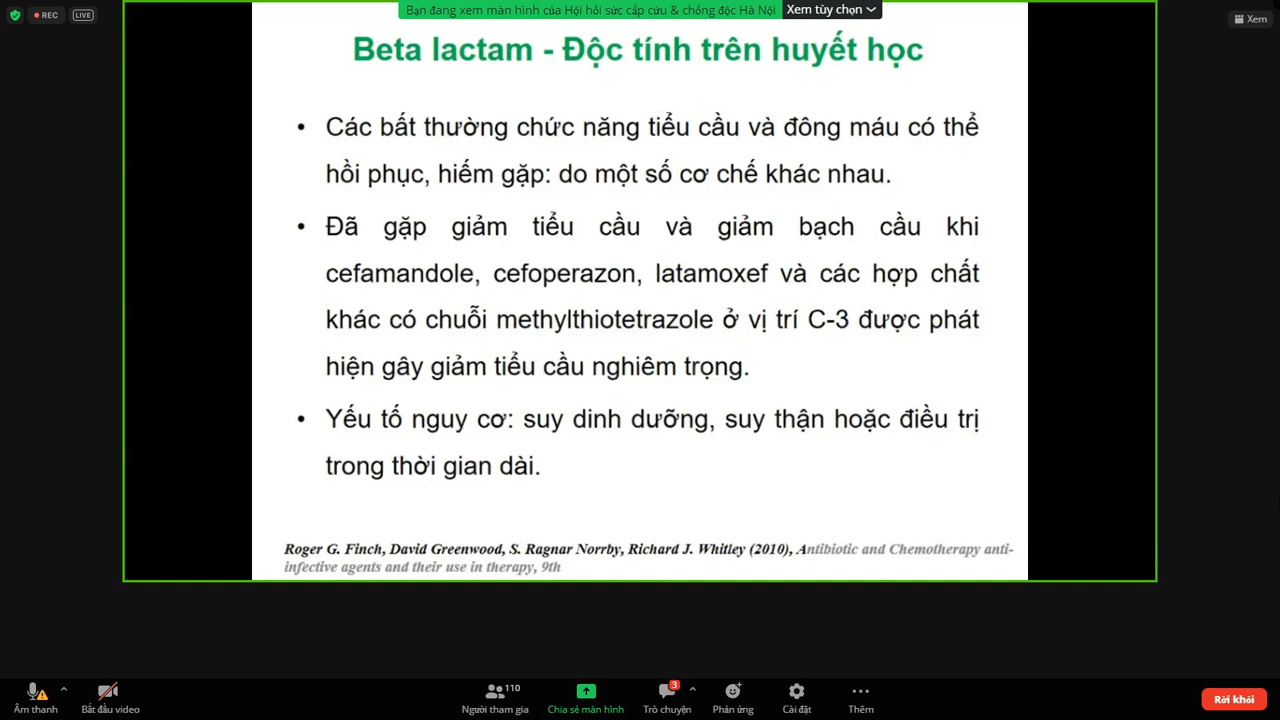 REC
LIVE
Bạn đang xem màn hình của Hội hồi sức cấp cứu & chống độc Hà Nội
Xem tùy chọn
Xem
Beta lactam - Độc tính trên huyết học
• Các bất thường chức năng tiểu cầu và đông máu có thể
hồi phục, hiếm gặp: do một số cơ chế khác nhau.
• Đã gặp giảm tiểu cầu và giảm bạch cầu khi
cefamandole, cefoperazon, latamoxef và các hợp chất
khác có chuỗi methylthiotetrazole ở vị trí C-3 được phát
hiện gây giảm tiểu cầu nghiêm trọng.
• Yếu tố nguy cơ: suy dinh dưỡng, suy thận hoặc điều trị
trong thời gian dài.
Roger G. Finch, David Greenwood, S. Ragnar Norrby, Richard J. Whitley (2010), Antibiotic and Chemotherapy anti-
infective agents and their use in therapy, 9th
Âm thanh
Bắt đầu video
110
Người tham gia
Chia sẻ màn hình
3
Trò chuyện
Phản ứng
Cài đặt
Thêm
Rời khỏi